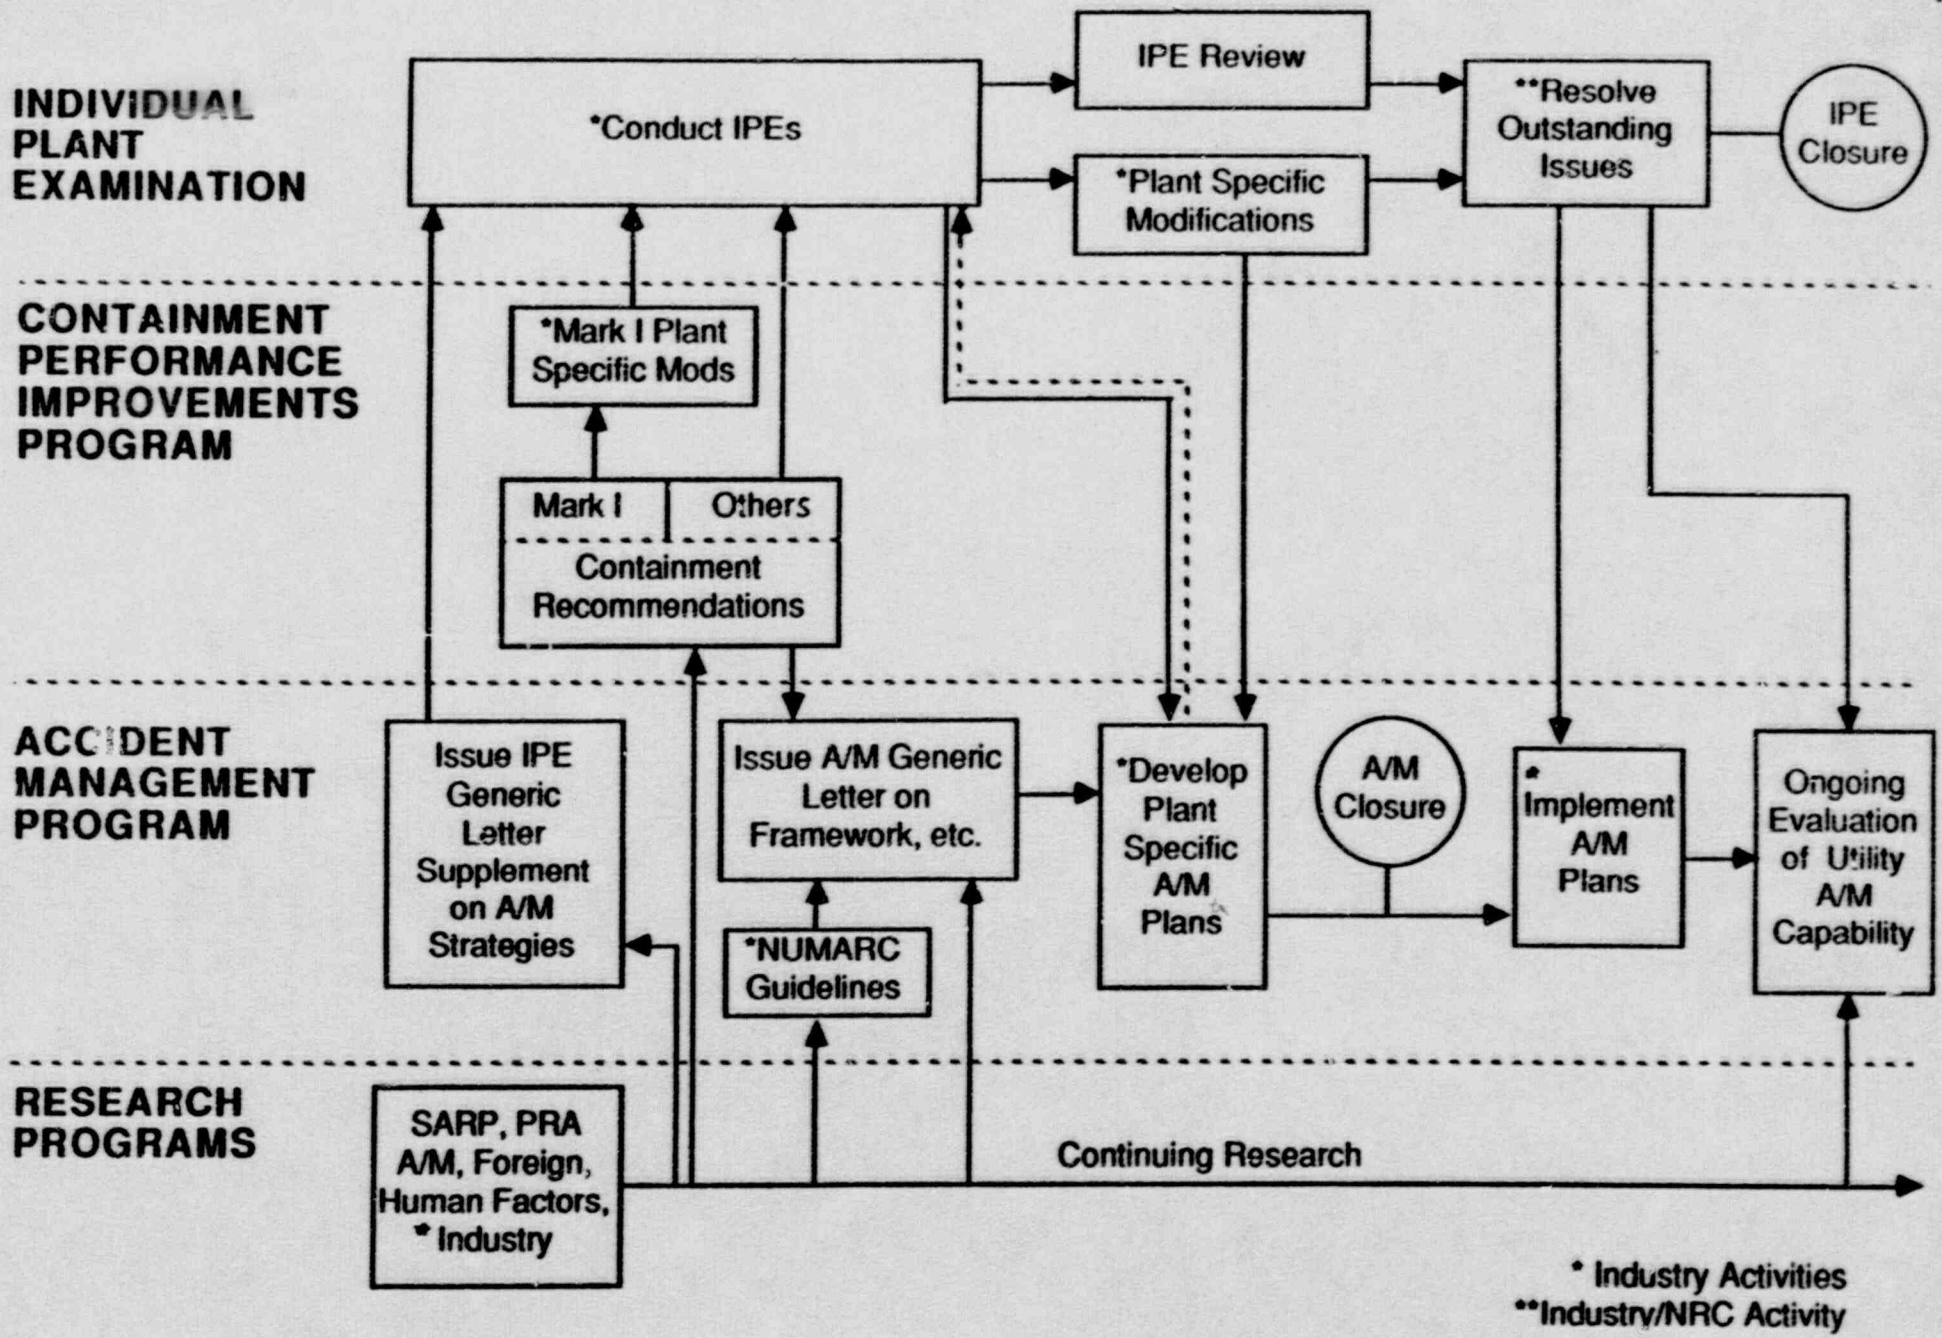 INDIVIDUAL
PLANT
EXAMINATION
*Conduct IPEs
IPE Review
*Plant Specific
Modifications
**Resolve
Outstanding
Issues
IPE
Closure
CONTAINMENT
PERFORMANCE
IMPROVEMENTS
PROGRAM
*Mark I Plant
Specific Mods
Mark I
Others
Containment
Recommendations
ACCIDENT
MANAGEMENT
PROGRAM
Issue IPE
Generic
Letter
Supplement
on A/M
Strategies
Issue A/M Generic
Letter on
Framework, etc.
*NUMARC
Guidelines
*Develop
Plant
Specific
A/M
Plans
A/M
Closure
*
Implement
A/M
Plans
Ongoing
Evaluation
of Utility
A/M
Capability
RESEARCH
PROGRAMS
SARP, PRA
A/M, Foreign,
Human Factors,
* Industry
Continuing Research
* Industry Activities
**Industry/NRC Activity